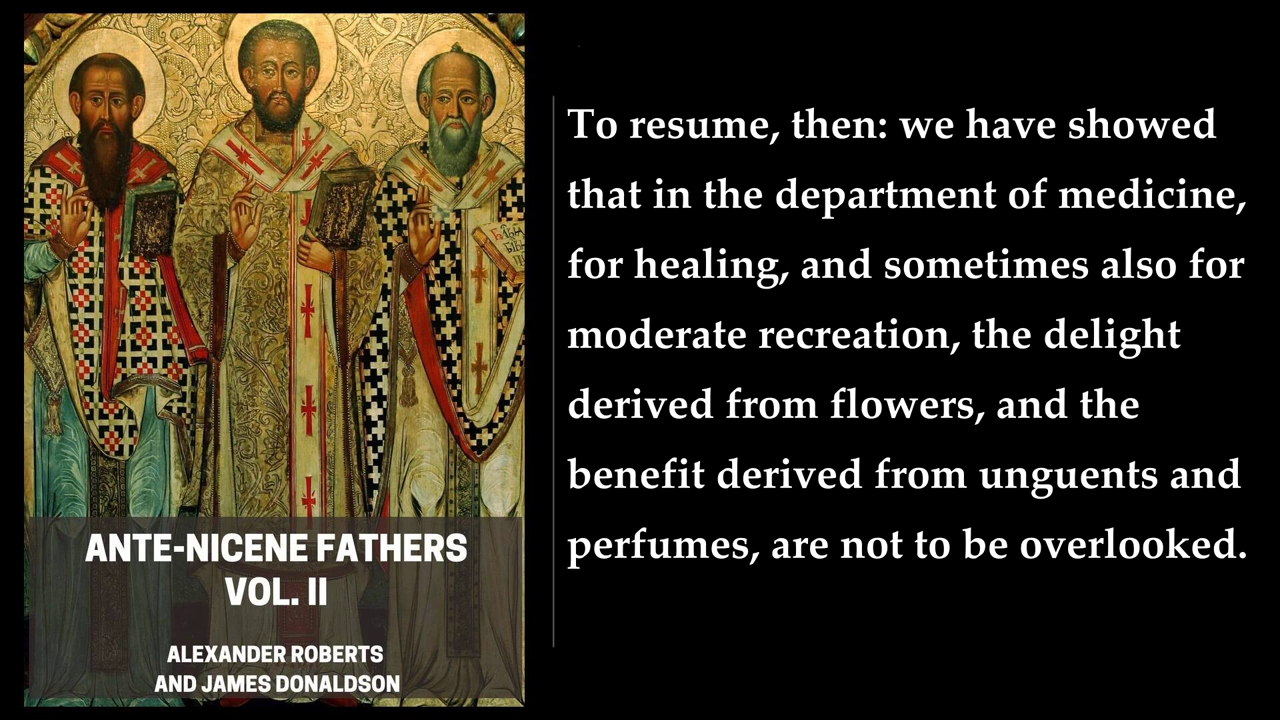 ANTE-NICENE FATHERS
VOL. II
ALEXANDER ROBERTS
AND JAMES DONALDSON
To resume, then: we have showed
that in the department of medicine,
for healing, and sometimes also for
moderate recreation, the delight
derived from flowers, and the
benefit derived from unguents and
perfumes, are not to be overlooked.